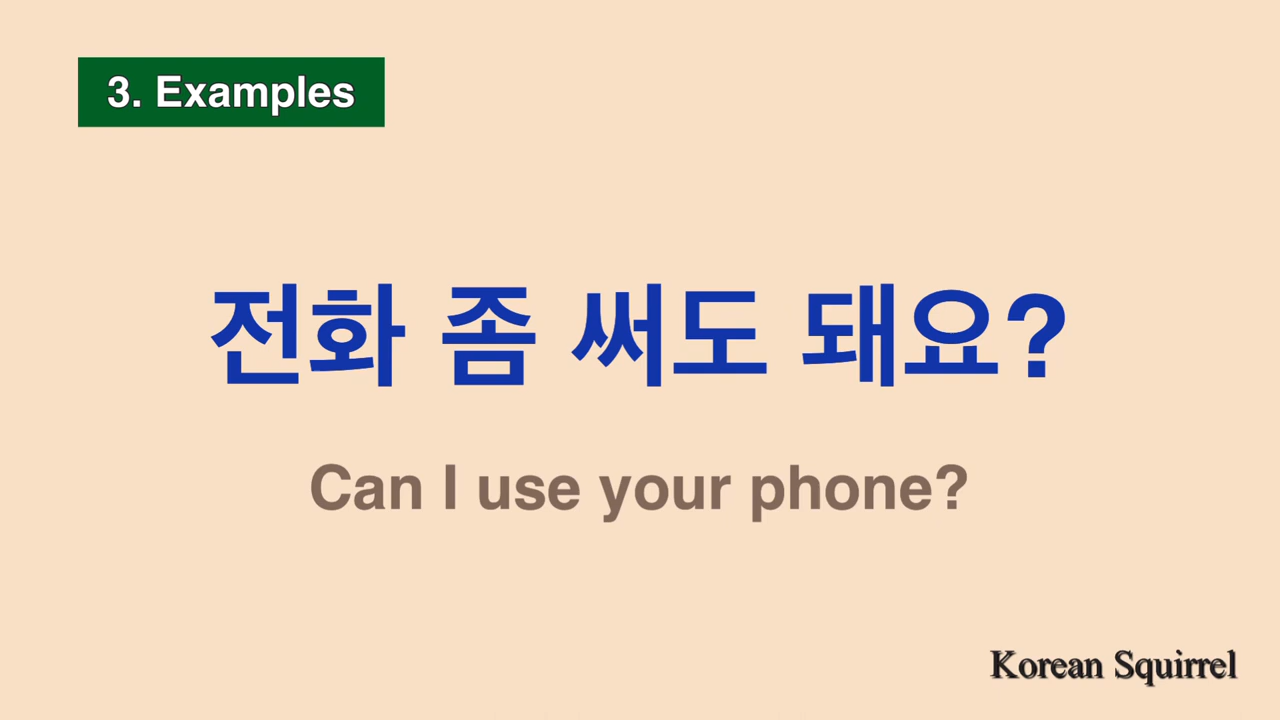 3. Examples
전화 좀 써도 돼요?
Can I use your phone?
Korean Squirrel